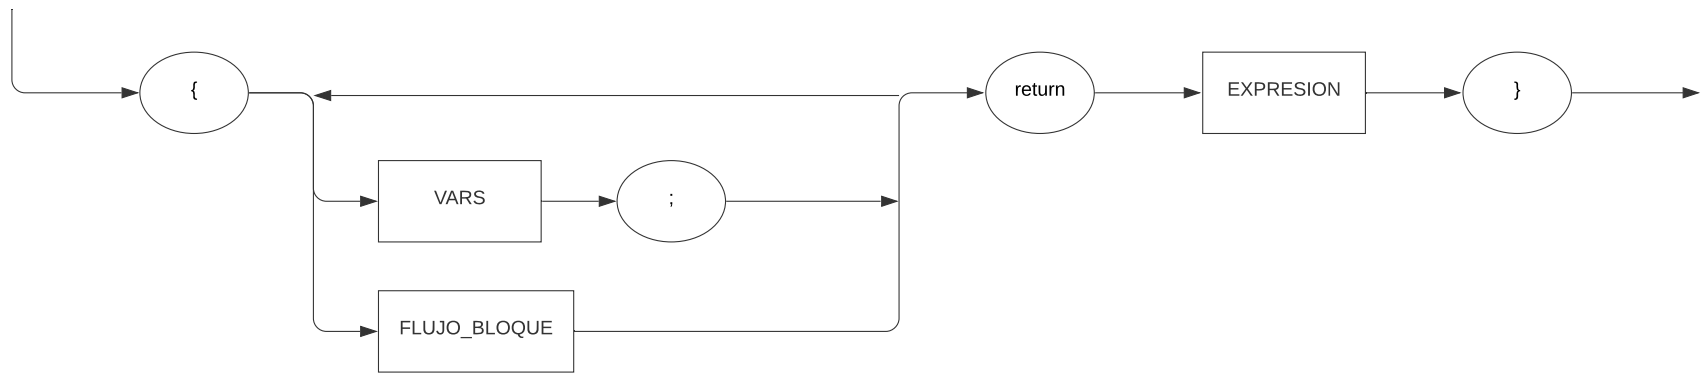 {
return
EXPRESION
}
VARS
;
FLUJO_BLOQUE